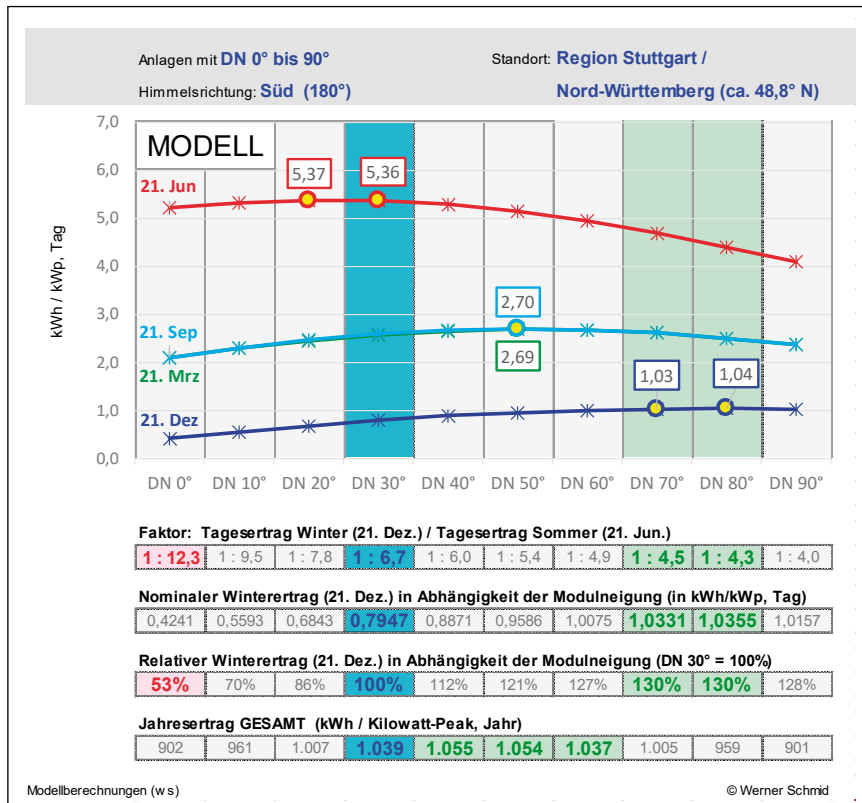 Anlagen mit DN 0° bis 90° Standort: Region Stuttgart /
Himmelsrichtung: Süd (180°) Nord-Württemberg (ca. 48,8° N)
7,0
MODELL
6,0
5,37 5,36
21. Jun
5,0
kWh / kWp, Tag
4,0
3,0
2,70
21. Sep
2,0
2,69
21. Mrz
1,03 1,04
1,0
21. Dez
0,0
DN 0° DN 10° DN 20° DN 30° DN 40° DN 50° DN 60° DN 70° DN 80° DN 90°
Faktor: Tagesertrag Winter (21. Dez.) / Tagesertrag Sommer (21. Jun.)
1 : 12,3 1 : 9,5 1 : 7,8 1 : 6,7 1 : 6,0 1 : 5,4 1 : 4,9 1 : 4,5 1 : 4,3 1 : 4,0
Nominaler Winterertrag (21. Dez.) in Abhängigkeit der Modulneigung (in kWh/kWp, Tag)
0,4241 0,5593 0,6843 0,7947 0,8871 0,9586 1,0075 1,0331 1,0355 1,0157
Relativer Winterertrag (21. Dez.) in Abhängigkeit der Modulneigung (DN 30° = 100%)
53% 70% 86% 100% 112% 121% 127% 130% 130% 128%
Jahresertrag GESAMT (kWh / Kilowatt-Peak, Jahr)
902 961 1.007 1.039 1.055 1.054 1.037 1.005 959 901
Modellberechnungen (w s) © Werner Schmid